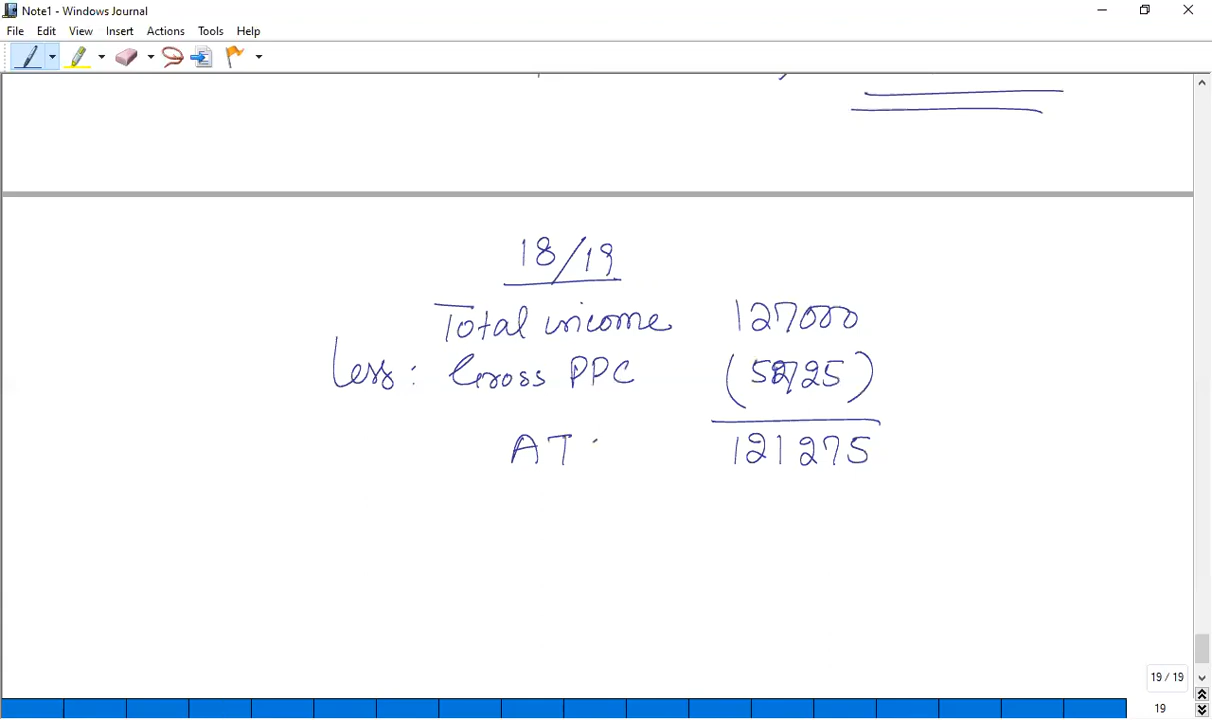 Note1 - Windows Journal
File Edit View Insert Actions Tools Help
18/19
Total income 127000
Less: Gross PPC (5725)
AT 121275
19 / 19
19